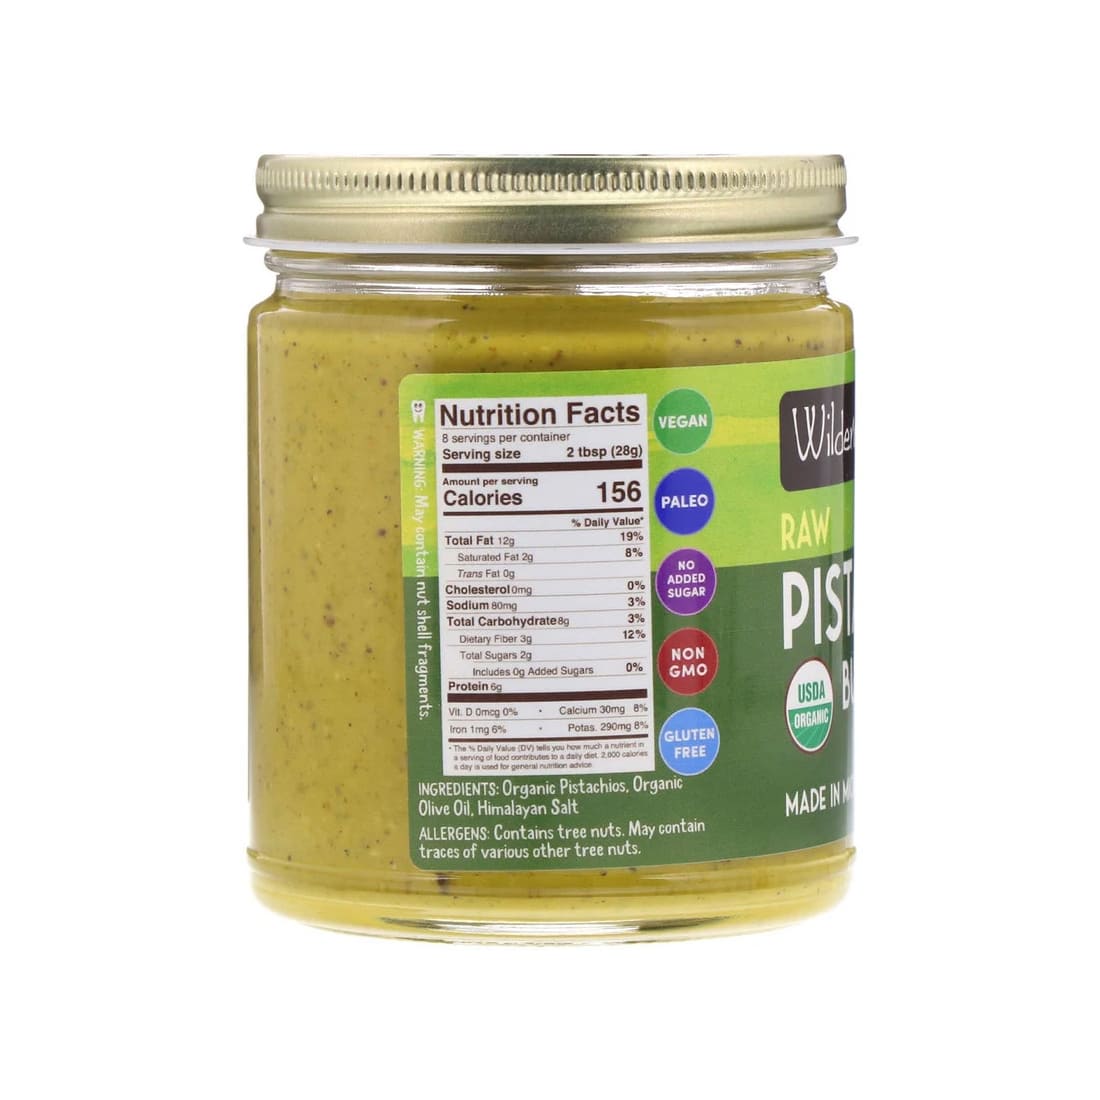 WARNING: May contain nut shell fragments.
Nutrition Facts
8 servings per container
Serving size 2 tbsp (28g)
Amount per serving
Calories 156
% Daily Value*
Total Fat 12g 19%
Saturated Fat 2g 8%
Trans Fat 0g
Cholesterol 0mg 0%
Sodium 80mg 3%
Total Carbohydrate 8g 3%
Dietary Fiber 3g 12%
Total Sugars 2g
Includes 0g Added Sugars 0%
Protein 6g
Vit. D 0mcg 0% • Calcium 30mg 8%
Iron 1mg 6% • Potas. 290mg 8%
* The % Daily Value (DV) tells you how much a nutrient in
a serving of food contributes to a daily diet. 2,000 calories
a day is used for general nutrition advice.
INGREDIENTS: Organic Pistachios, Organic
Olive Oil, Himalayan Salt
ALLERGENS: Contains tree nuts. May contain
traces of various other tree nuts.
VEGAN
PALEO
NO
ADDED
SUGAR
NON
GMO
GLUTEN
FREE
Wilder
RAW
PIST
USDA
ORGANIC
MADE IN